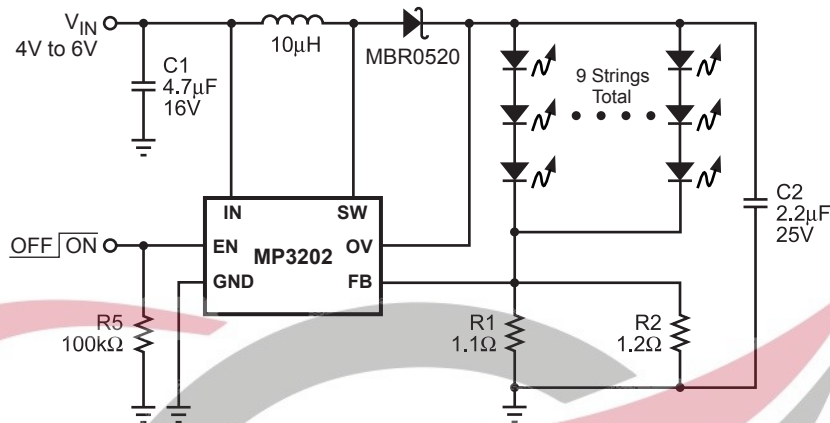 VIN
4V to 6V
C1
4.7µF
16V
10µH
MBR0520
9 Strings
Total
C2
2.2µF
25V
IN
SW
EN
OV
MP3202
GND
FB
OFF ON
R5
100kΩ
R1
1.1Ω
R2
1.2Ω